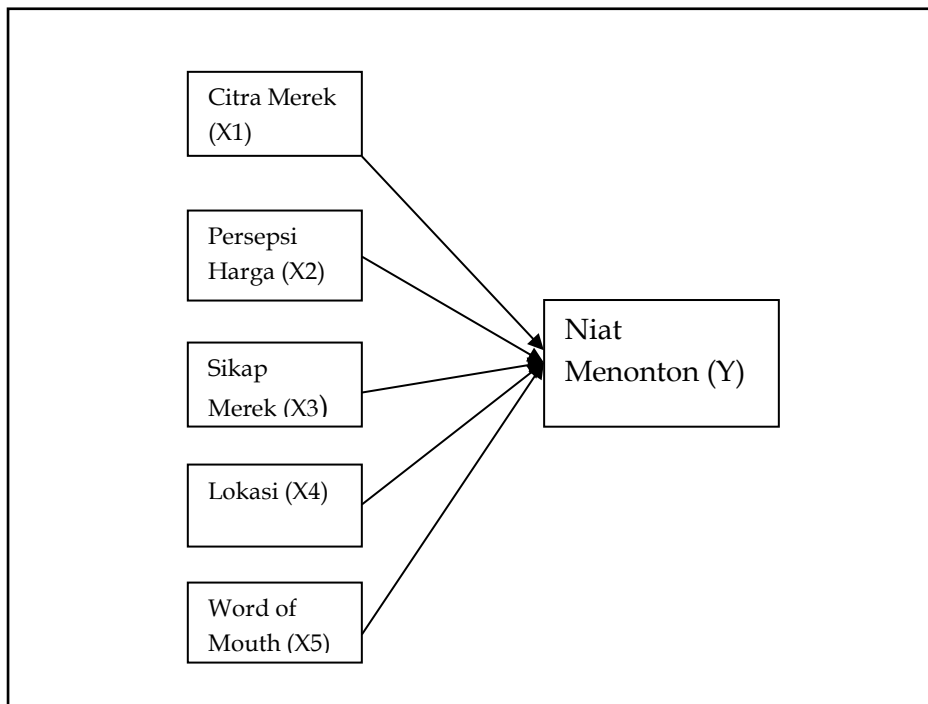 Citra Merek
(X1)
Persepsi
Harga (X2)
Sikap
Merek (X3)
Lokasi (X4)
Word of
Mouth (X5)
Niat
Menonton (Y)